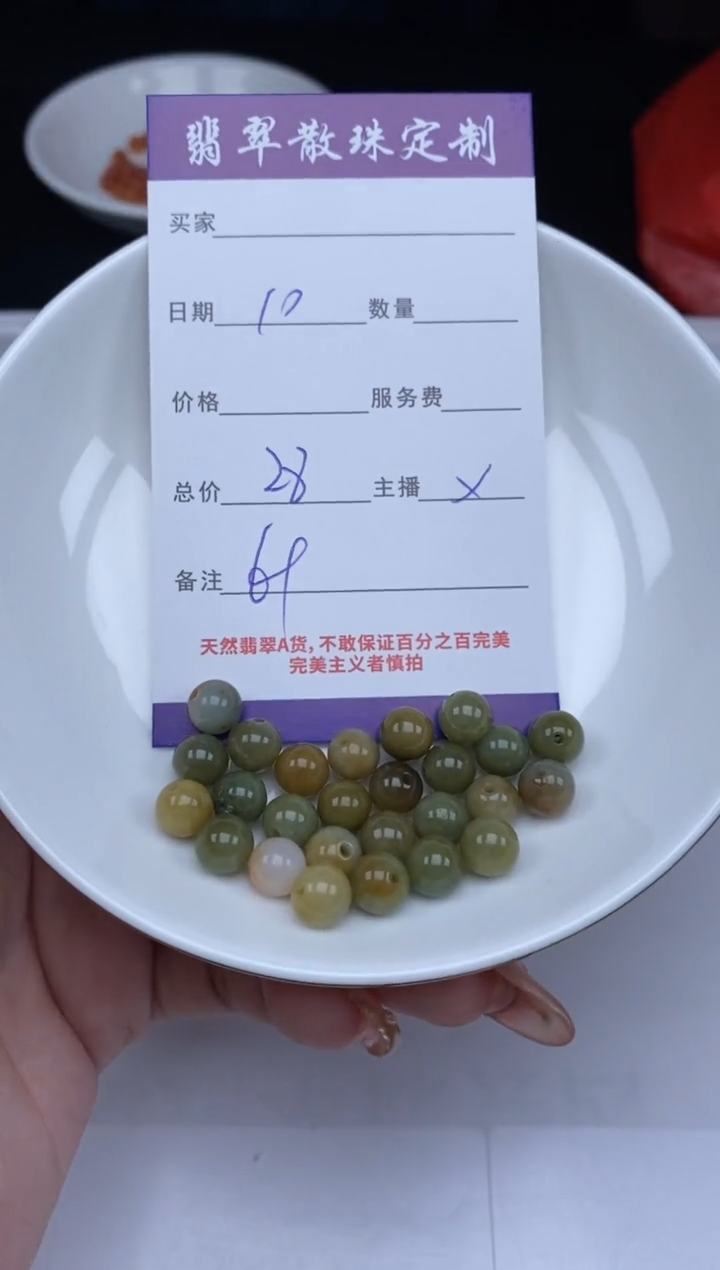 翡翠散珠定制
买家
日期 10 数量
价格 服务费
总价 28 主播 X
备注
天然翡翠A货,不敢保证百分之百完美
完美主义者慎拍